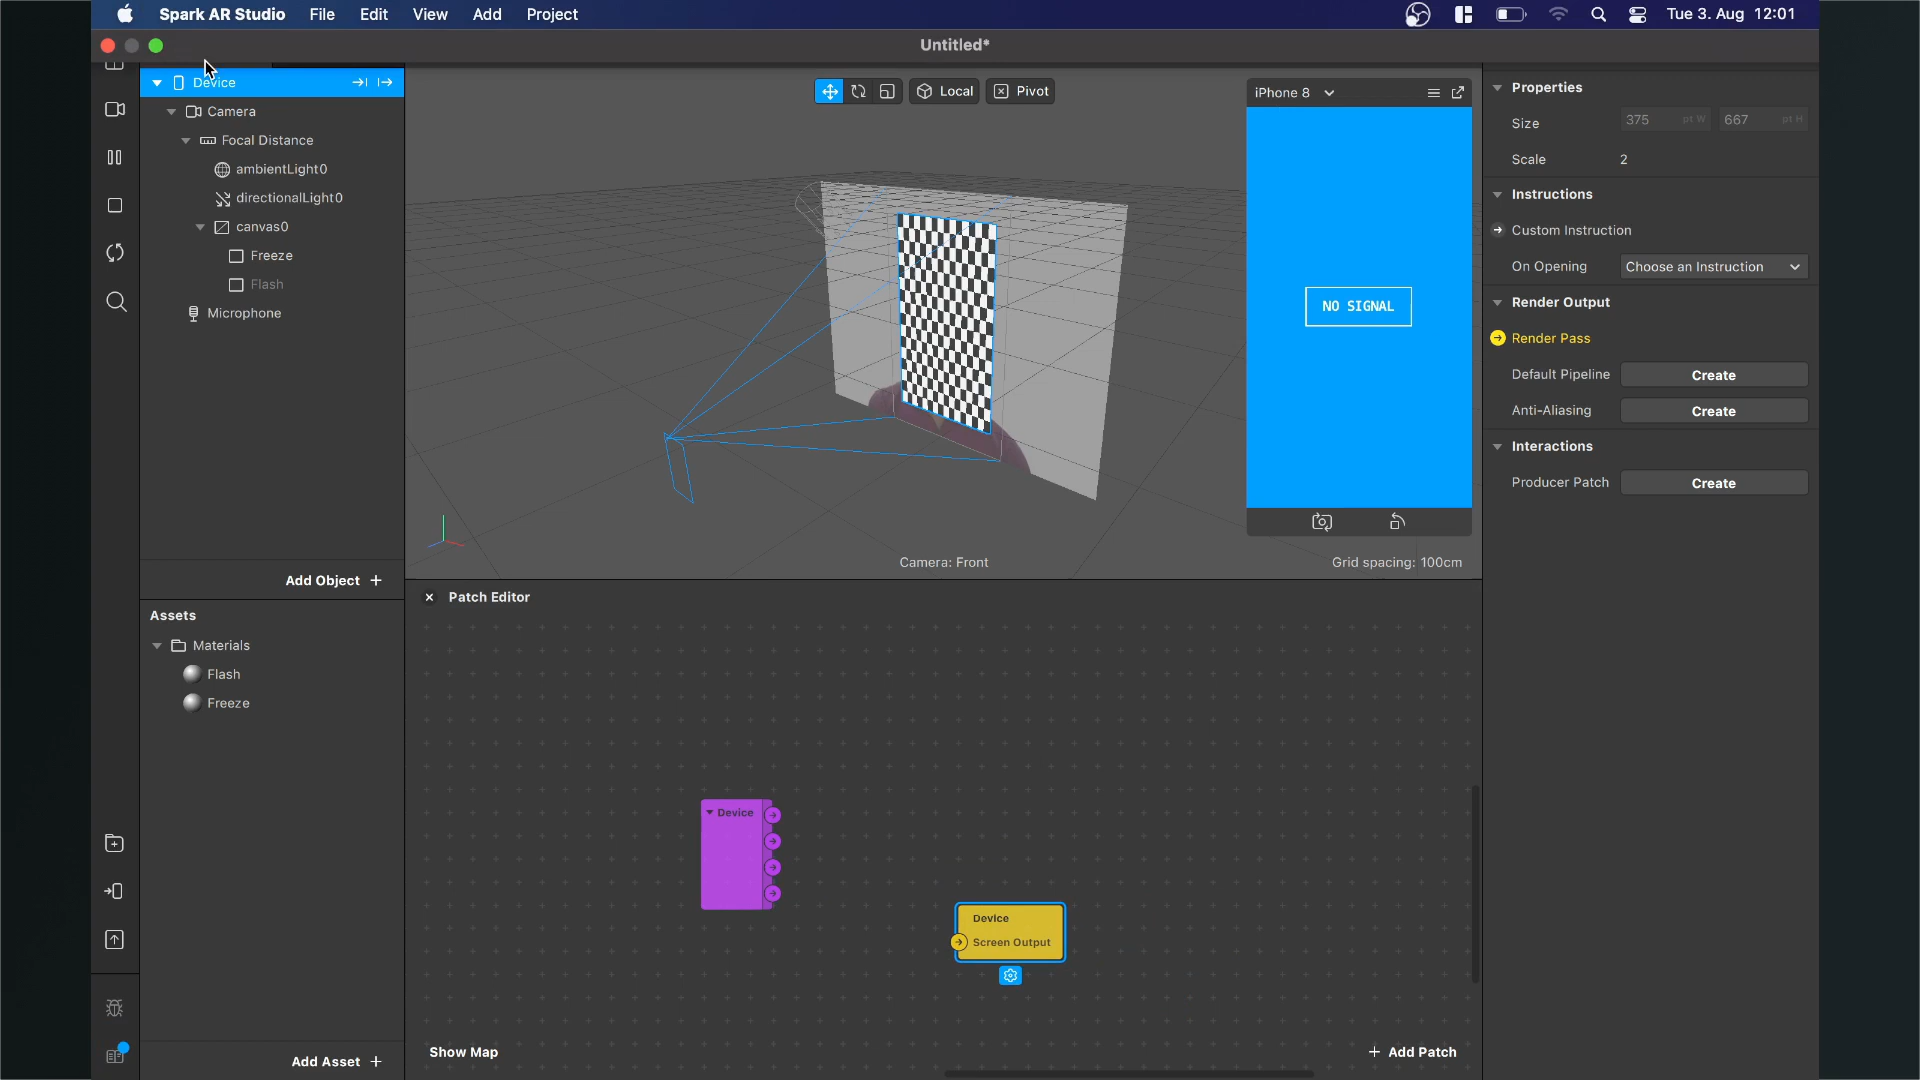 Spark AR Studio File Edit View Add Project
Tue 3. Aug 12:01
Untitled*
Device
Camera
Focal Distance
ambientLight0
directionalLight0
canvas0
Freeze
Flash
Microphone
Add Object +
Assets
Materials
Flash
Freeze
Add Asset +
Local
Pivot
iPhone 8
NO SIGNAL
Camera: Front
Grid spacing: 100cm
Patch Editor
Device
Device
Screen Output
Show Map
+ Add Patch
Properties
Size 375 pt W 667 pt H
Scale 2
Instructions
Custom Instruction
On Opening Choose an Instruction
Render Output
Render Pass
Default Pipeline Create
Anti-Aliasing Create
Interactions
Producer Patch Create